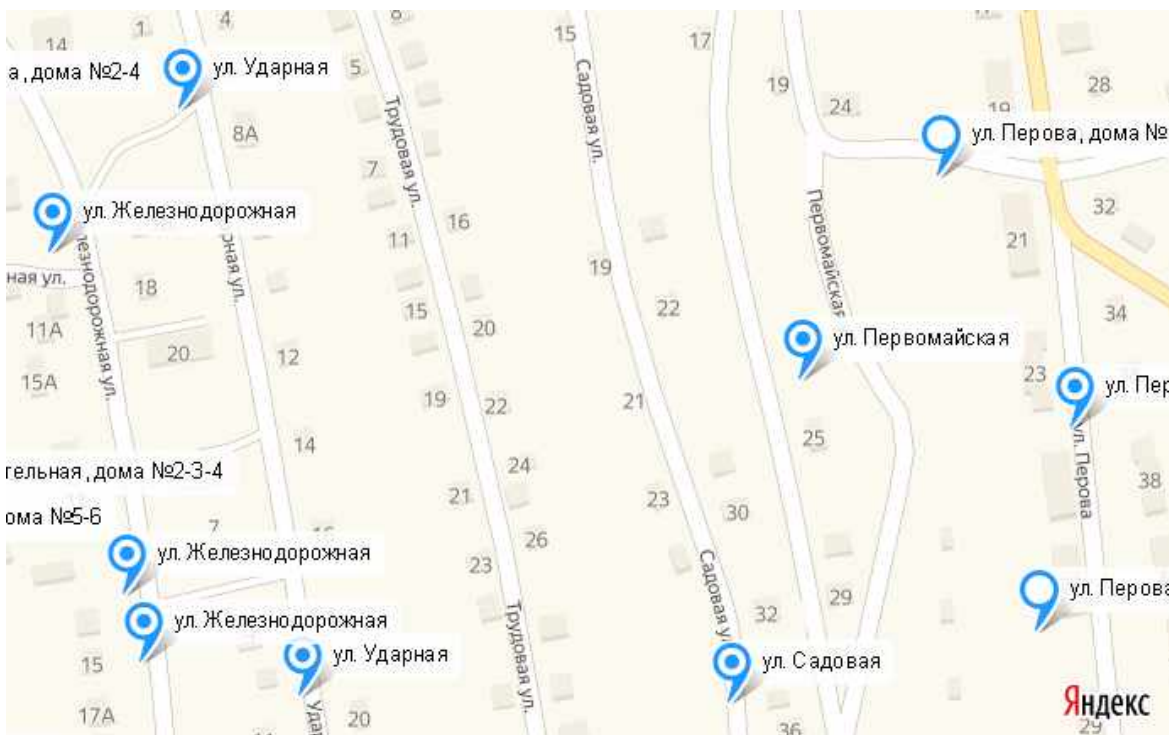 4
1
14
а, дома №2-4
ул. Ударная
5
8А
Трудовая ул.
7
15
17
Садовая ул.
19
24
19
28
ул. Перова, дома №
ул. Железнодорожная
16
11
32
21
ная ул.
18
19
22
Первомайская
11А
15
20
34
ул. Первомайская
20
12
15А
23
ул. Пер
19
22
21
25
14
24
ул. Перова
38
тельная, дома №2-3-4
21
23
30
ома №5-6
7
26
ул. Железнодорожная
23
Садовая у
29
ул. Перова
32
ул. Железнодорожная
Трудовая ул.
15
ул. Ударная
ул. Садовая
17А
20
36
29
Яндекс